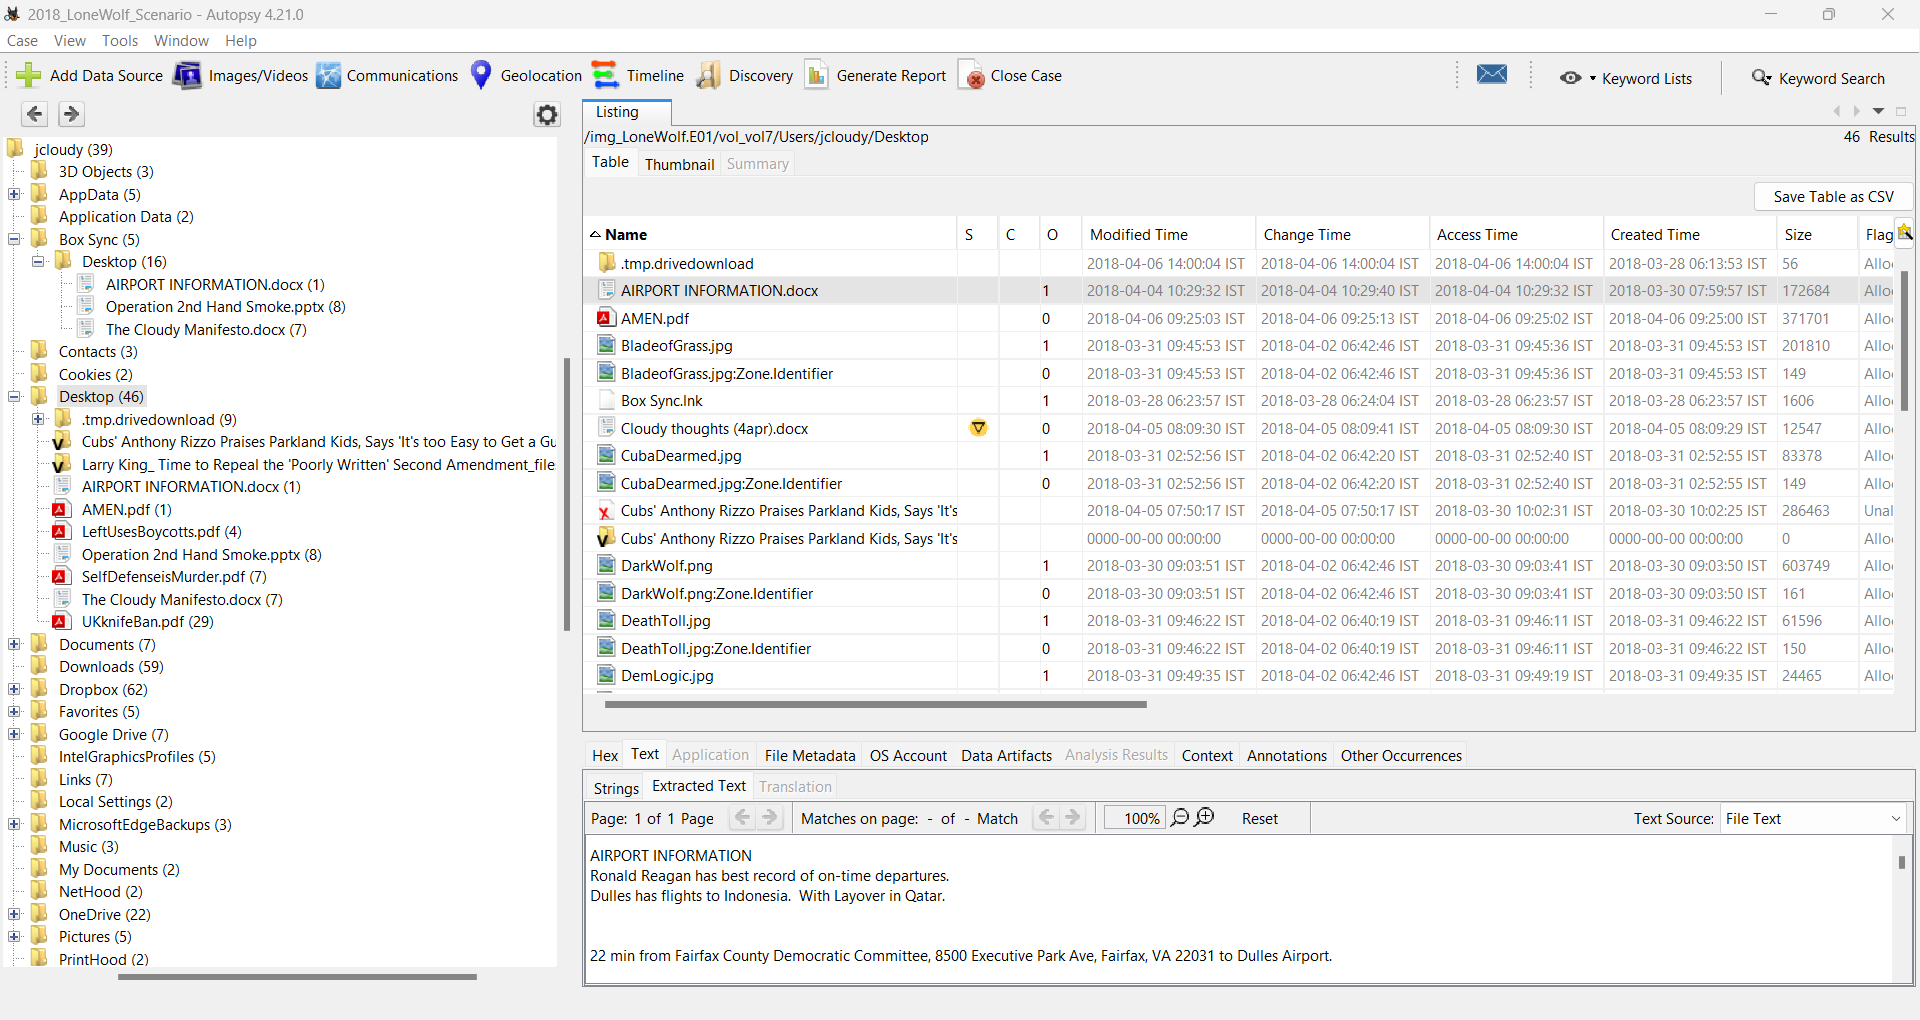 2018_LoneWolf_Scenario - Autopsy 4.21.0
Case View Tools Window Help
Add Data Source Images/Videos Communications Geolocation Timeline Discovery Generate Report Close Case Keyword Lists Keyword Search
jcloudy (39)
3D Objects (3)
AppData (5)
Application Data (2)
Box Sync (5)
Desktop (16)
AIRPORT INFORMATION.docx (1)
Operation 2nd Hand Smoke.pptx (8)
The Cloudy Manifesto.docx (7)
Contacts (3)
Cookies (2)
Desktop (46)
.tmp.drivedownload (9)
Cubs' Anthony Rizzo Praises Parkland Kids, Says 'It's too Easy to Get a Gu
Larry King_ Time to Repeal the 'Poorly Written' Second Amendment_file
AIRPORT INFORMATION.docx (1)
AMEN.pdf (1)
LeftUsesBoycotts.pdf (4)
Operation 2nd Hand Smoke.pptx (8)
SelfDefenseisMurder.pdf (7)
The Cloudy Manifesto.docx (7)
UKknifeBan.pdf (29)
Documents (7)
Downloads (59)
Dropbox (62)
Favorites (5)
Google Drive (7)
IntelGraphicsProfiles (5)
Links (7)
Local Settings (2)
MicrosoftEdgeBackups (3)
Music (3)
My Documents (2)
NetHood (2)
OneDrive (22)
Pictures (5)
PrintHood (2)
Listing
/img_LoneWolf.E01/vol_vol7/Users/jcloudy/Desktop 46 Results
Table Thumbnail Summary
Save Table as CSV
Name S C O Modified Time Change Time Access Time Created Time Size Flag
.tmp.drivedownload 2018-04-06 14:00:04 IST 2018-04-06 14:00:04 IST 2018-04-06 14:00:04 IST 2018-03-28 06:13:53 IST 56 Allo
AIRPORT INFORMATION.docx 1 2018-04-04 10:29:32 IST 2018-04-04 10:29:40 IST 2018-04-04 10:29:32 IST 2018-03-30 07:59:57 IST 172684 Allo
AMEN.pdf 0 2018-04-06 09:25:03 IST 2018-04-06 09:25:13 IST 2018-04-06 09:25:02 IST 2018-04-06 09:25:00 IST 371701 Allo
BladeofGrass.jpg 1 2018-03-31 09:45:53 IST 2018-04-02 06:42:46 IST 2018-03-31 09:45:36 IST 2018-03-31 09:45:53 IST 201810 Allo
BladeofGrass.jpg:Zone.Identifier 0 2018-03-31 09:45:53 IST 2018-04-02 06:42:46 IST 2018-03-31 09:45:36 IST 2018-03-31 09:45:53 IST 149 Allo
Box Sync.lnk 1 2018-03-28 06:23:57 IST 2018-03-28 06:24:04 IST 2018-03-28 06:23:57 IST 2018-03-28 06:23:57 IST 1606 Allo
Cloudy thoughts (4apr).docx 0 2018-04-05 08:09:30 IST 2018-04-05 08:09:41 IST 2018-04-05 08:09:30 IST 2018-04-05 08:09:29 IST 12547 Allo
CubaDearmed.jpg 1 2018-03-31 02:52:56 IST 2018-04-02 06:42:20 IST 2018-03-31 02:52:40 IST 2018-03-31 02:52:55 IST 83378 Allo
CubaDearmed.jpg:Zone.Identifier 0 2018-03-31 02:52:56 IST 2018-04-02 06:42:20 IST 2018-03-31 02:52:40 IST 2018-03-31 02:52:55 IST 149 Allo
Cubs' Anthony Rizzo Praises Parkland Kids, Says 'It's 2018-04-05 07:50:17 IST 2018-04-05 07:50:17 IST 2018-03-30 10:02:31 IST 2018-03-30 10:02:25 IST 286463 Unal
Cubs' Anthony Rizzo Praises Parkland Kids, Says 'It's 0000-00-00 00:00:00 0000-00-00 00:00:00 0000-00-00 00:00:00 0000-00-00 00:00:00 0 Allo
DarkWolf.png 1 2018-03-30 09:03:51 IST 2018-04-02 06:42:46 IST 2018-03-30 09:03:41 IST 2018-03-30 09:03:50 IST 603749 Allo
DarkWolf.png:Zone.Identifier 0 2018-03-30 09:03:51 IST 2018-04-02 06:42:46 IST 2018-03-30 09:03:41 IST 2018-03-30 09:03:50 IST 161 Allo
DeathToll.jpg 1 2018-03-31 09:46:22 IST 2018-04-02 06:40:19 IST 2018-03-31 09:46:11 IST 2018-03-31 09:46:22 IST 61596 Allo
DeathToll.jpg:Zone.Identifier 0 2018-03-31 09:46:22 IST 2018-04-02 06:40:19 IST 2018-03-31 09:46:11 IST 2018-03-31 09:46:22 IST 150 Allo
DemLogic.jpg 1 2018-03-31 09:49:35 IST 2018-04-02 06:42:46 IST 2018-03-31 09:49:19 IST 2018-03-31 09:49:35 IST 24465 Allo
Hex Text Application File Metadata OS Account Data Artifacts Analysis Results Context Annotations Other Occurrences
Strings Extracted Text Translation
Page: 1 of 1 Page Matches on page: - of - Match 100% Reset Text Source: File Text
AIRPORT INFORMATION
Ronald Reagan has best record of on-time departures.
Dulles has flights to Indonesia. With Layover in Qatar.
22 min from Fairfax County Democratic Committee, 8500 Executive Park Ave, Fairfax, VA 22031 to Dulles Airport.